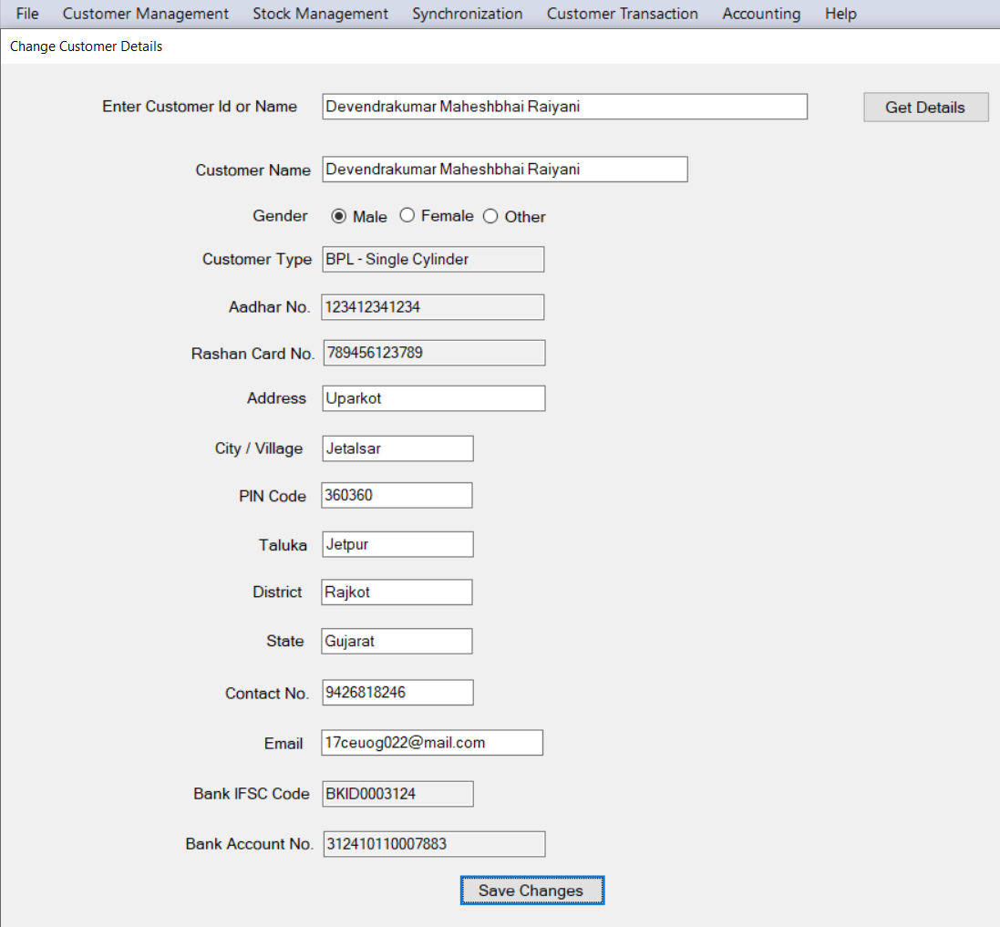 File Customer Management Stock Management Synchronization Customer Transaction Accounting Help
Change Customer Details
Enter Customer Id or Name Devendrakumar Maheshbhai Raiyani Get Details
Customer Name Devendrakumar Maheshbhai Raiyani
Gender Male Female Other
Customer Type BPL - Single Cylinder
Aadhar No. 123412341234
Rashan Card No. 789456123789
Address Uparkot
City / Village Jetalsar
PIN Code 360360
Taluka Jetpur
District Rajkot
State Gujarat
Contact No. 9426818246
Email 17ceuog022@mail.com
Bank IFSC Code BKID0003124
Bank Account No. 312410110007883
Save Changes